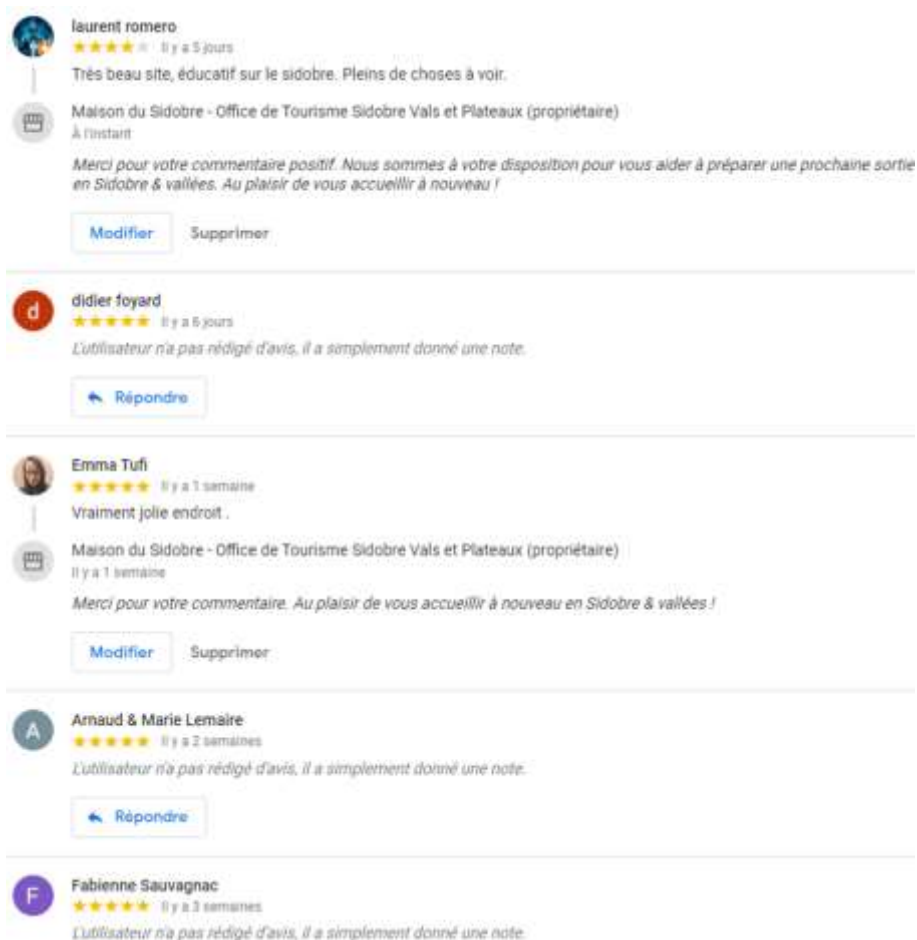 laurent romero
Il y a 5 jours
Très beau site, éducatif sur le sidobre. Pleins de choses à voir.
Maison du Sidobre - Office de Tourisme Sidobre Vals et Plateaux (propriétaire)
À l'instant
Merci pour votre commentaire positif. Nous sommes à votre disposition pour vous aider à préparer une prochaine sortie
en Sidobre & vallées. Au plaisir de vous accueillir à nouveau !
Modifier Supprimer
d
didier foyard
Il y a 6 jours
L'utilisateur n'a pas rédigé d'avis, il a simplement donné une note.
Répondre
Emma Tufi
Il y a 1 semaine
Vraiment jolie endroit .
Maison du Sidobre - Office de Tourisme Sidobre Vals et Plateaux (propriétaire)
Il y a 1 semaine
Merci pour votre commentaire. Au plaisir de vous accueillir à nouveau en Sidobre & vallées !
Modifier Supprimer
A
Arnaud & Marie Lemaire
Il y a 2 semaines
L'utilisateur n'a pas rédigé d'avis, il a simplement donné une note.
Répondre
F
Fabienne Sauvagnac
Il y a 3 semaines
L'utilisateur n'a pas rédigé d'avis, il a simplement donné une note.